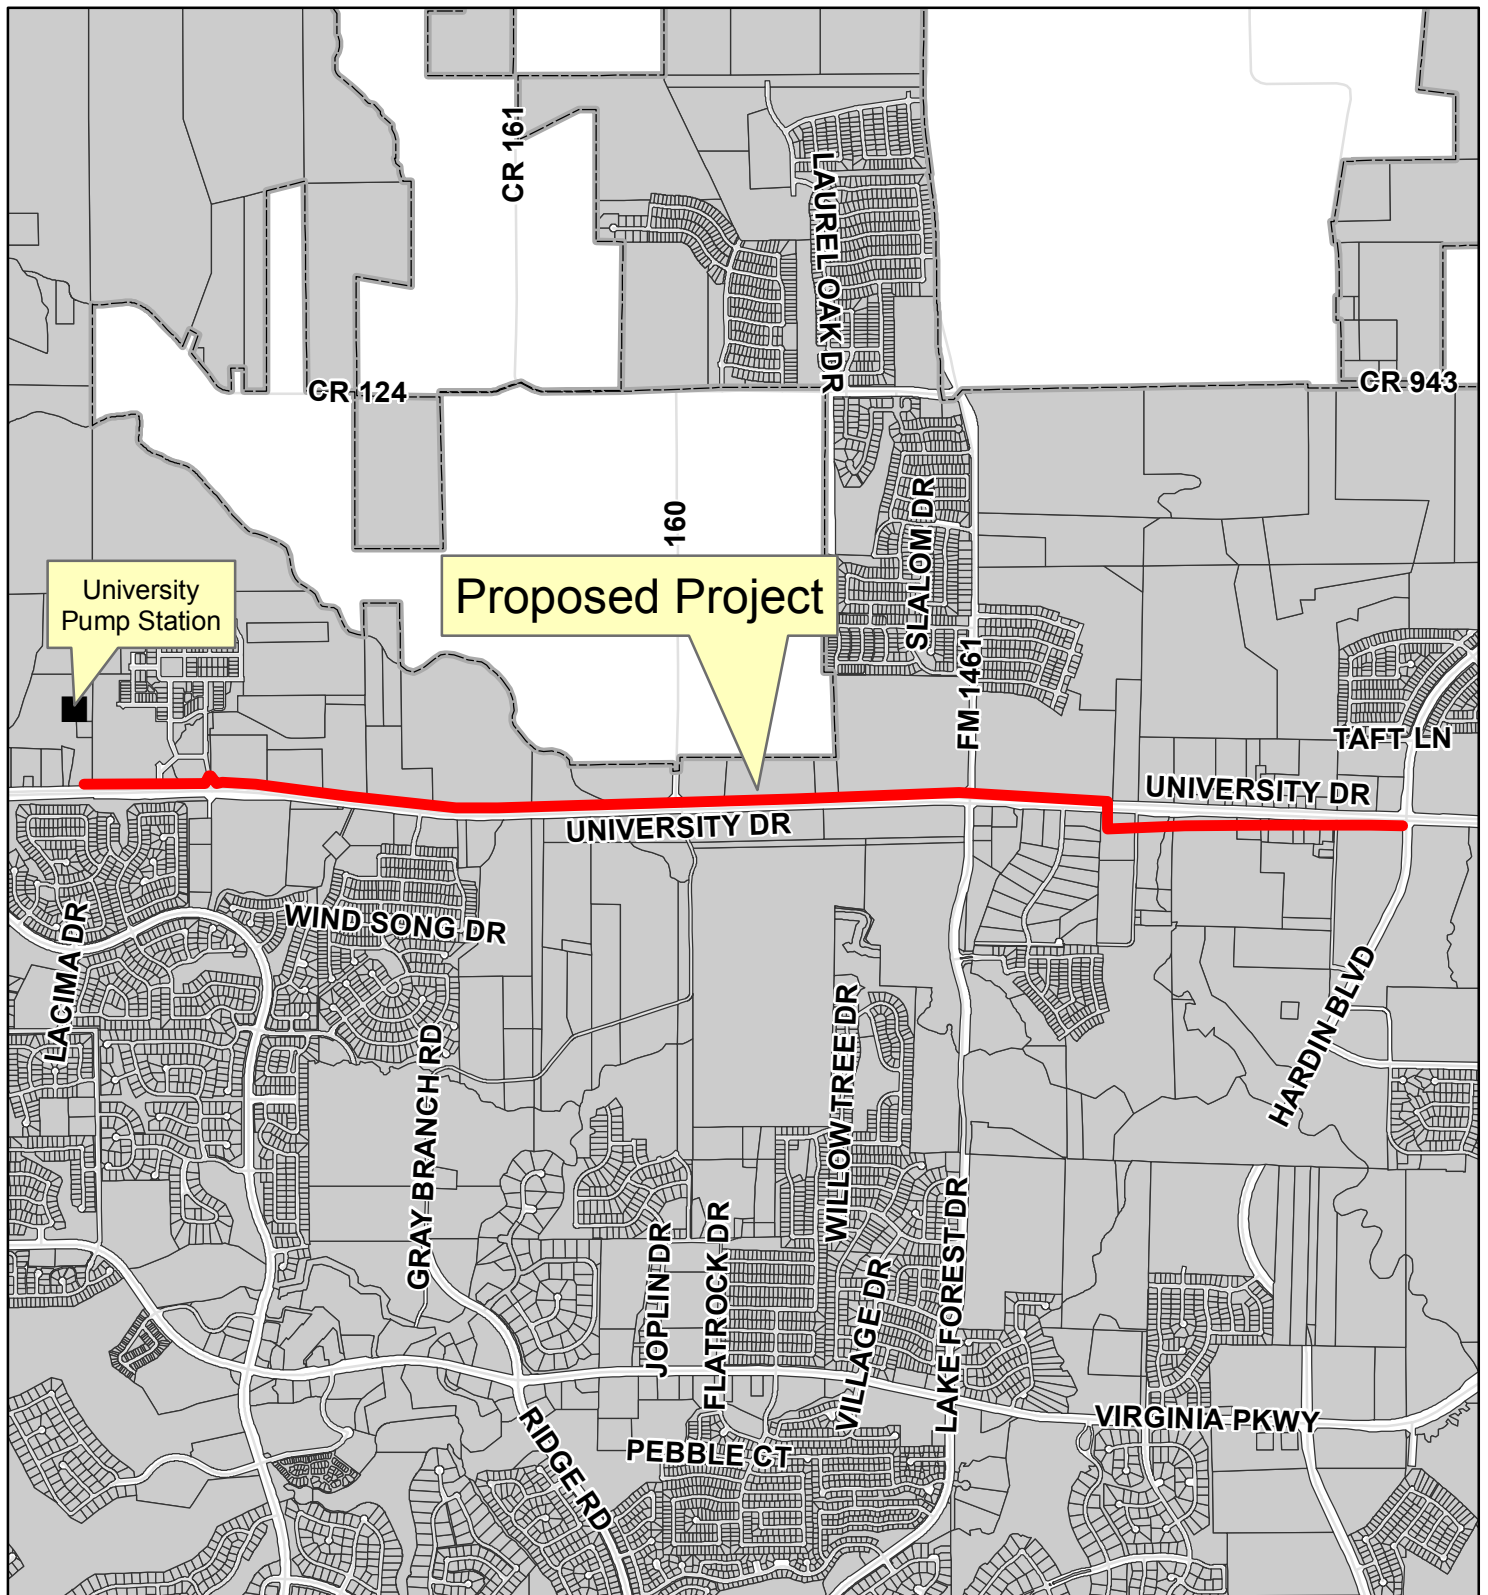 CR 161
LAUREL OAK DR
CR 124
CR 943
160
SLALOM DR
University
Pump Station
Proposed Project
FM 1461
TAFT LN
UNIVERSITY DR
UNIVERSITY DR
LACIMA DR
WIND SONG DR
HARDIN BLVD
WILLOW TREE DR
GRAY BRANCH RD
JOPLIN DR
FLATROCK DR
VILLAGE DR
LAKE FOREST DR
VIRGINIA PKWY
RIDGE RD
PEBBLE CT